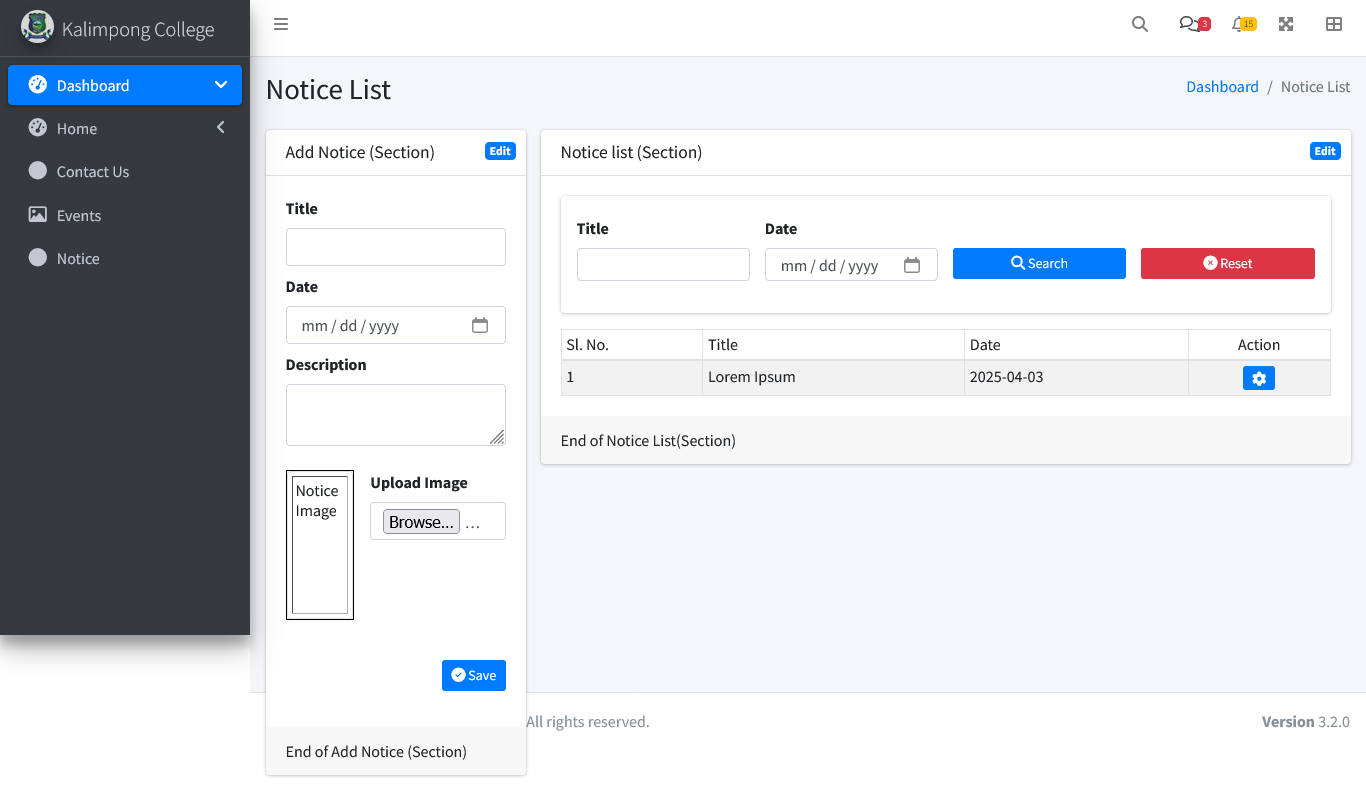 Kalimpong College
3
15
Dashboard
Home
Contact Us
Events
Notice
Notice List
Dashboard / Notice List
Add Notice (Section)
Edit
Title
Date
mm / dd / yyyy
Description
Notice
Image
Upload Image
Browse... ...
Save
End of Add Notice (Section)
Notice list (Section)
Edit
Title
Date
mm / dd / yyyy
Search
Reset
Sl. No. Title Date Action
1 Lorem Ipsum 2025-04-03
End of Notice List(Section)
All rights reserved.
Version 3.2.0